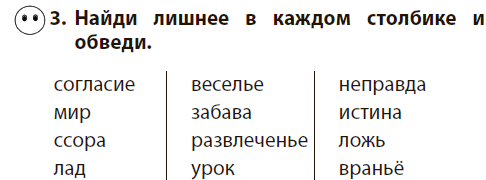 3. Найди лишнее в каждом столбике и
обведи.
согласие веселье неправда
мир забава истина
ссора развлеченье ложь
лад урок враньё